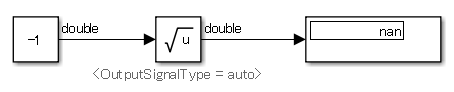 double
double
-1
√u
nan
<OutputSignalType = auto>